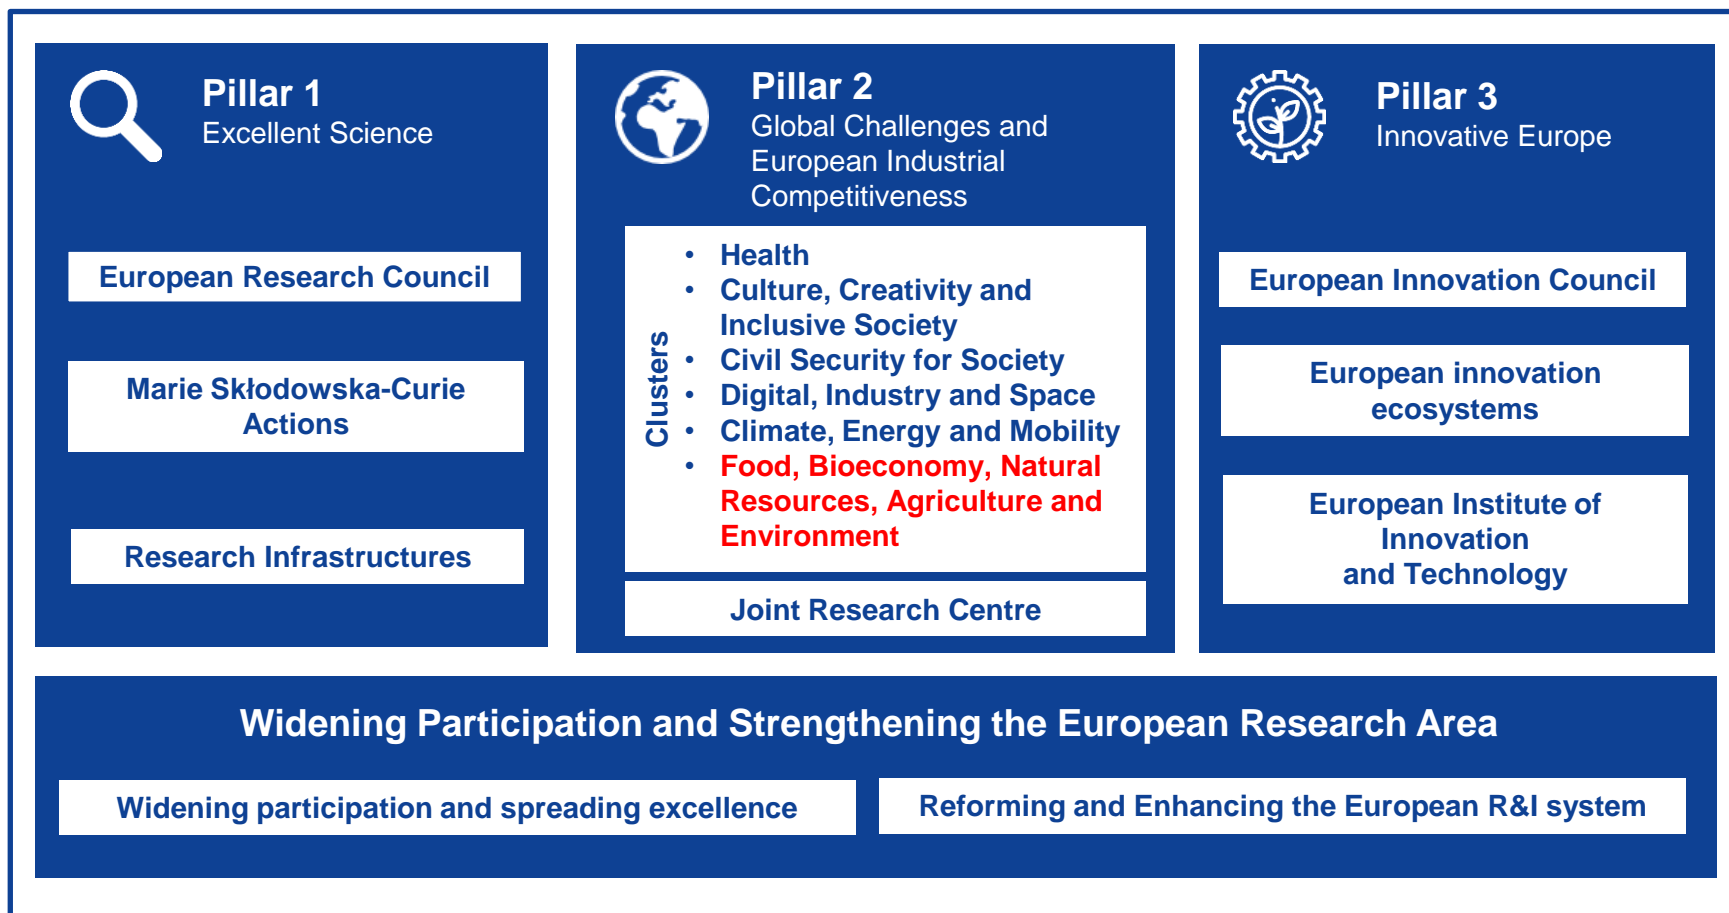 Pillar 1
Excellent Science
European Research Council
Marie Skłodowska-Curie
Actions
Research Infrastructures
Pillar 2
Global Challenges and
European Industrial
Competitiveness
Clusters
• Health
• Culture, Creativity and
Inclusive Society
• Civil Security for Society
• Digital, Industry and Space
• Climate, Energy and Mobility
• Food, Bioeconomy, Natural
Resources, Agriculture and
Environment
Joint Research Centre
Pillar 3
Innovative Europe
European Innovation Council
European innovation
ecosystems
European Institute of
Innovation
and Technology
Widening Participation and Strengthening the European Research Area
Widening participation and spreading excellence
Reforming and Enhancing the European R&I system